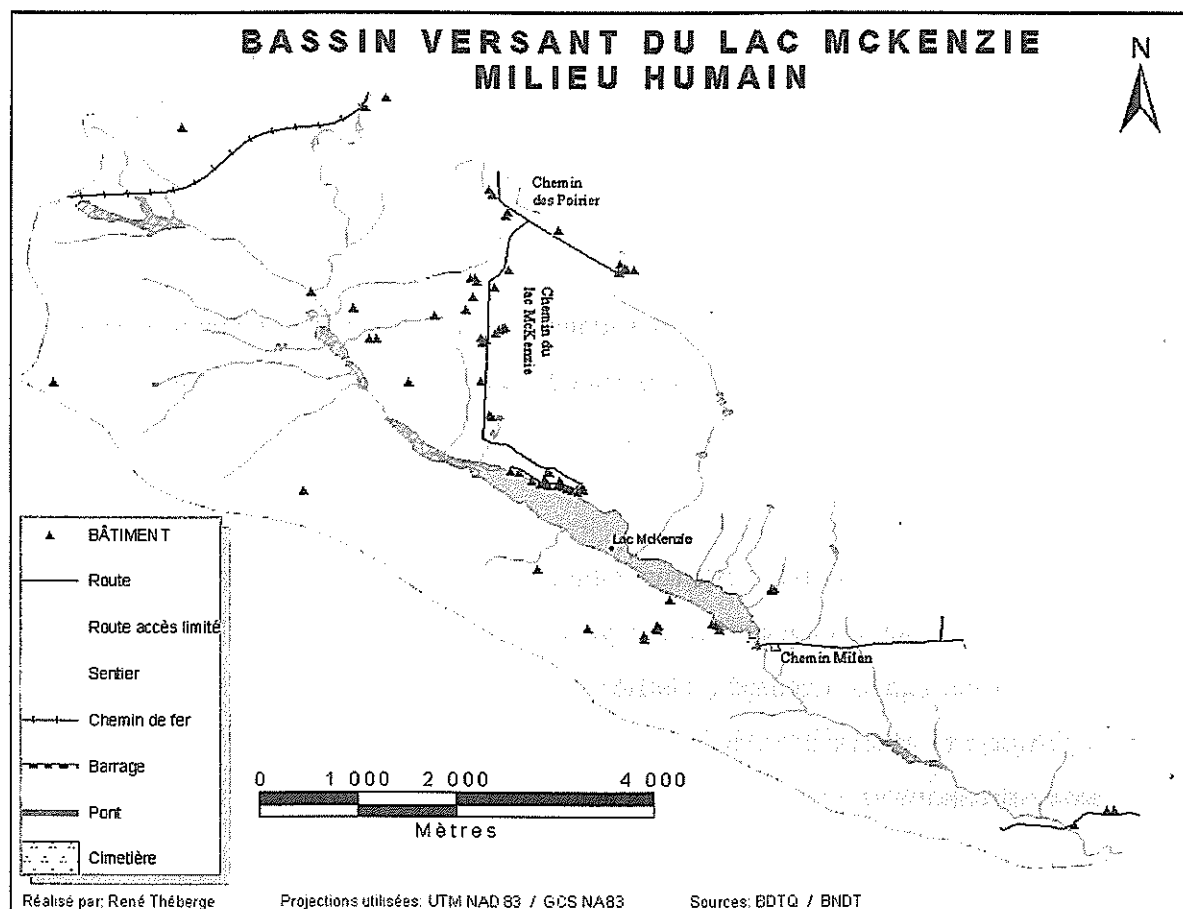 BASSIN VERSANT DU LAC MCKENZIE
MILIEU HUMAIN
N
Chemin
des Poirier
Chemin du
lac McKenzie
Lac McKenzie
Chemin Milan
BÂTIMENT
Route
Route accès limité
Sentier
Chemin de fer
Barrage
Pont
Cimetière
0 1 000 2 000 4 000
Mètres
Réalisé par: René Théberge
Projections utilisées: UTM NAD 83 / GCS NA83
Sources: BDTQ / BNDT